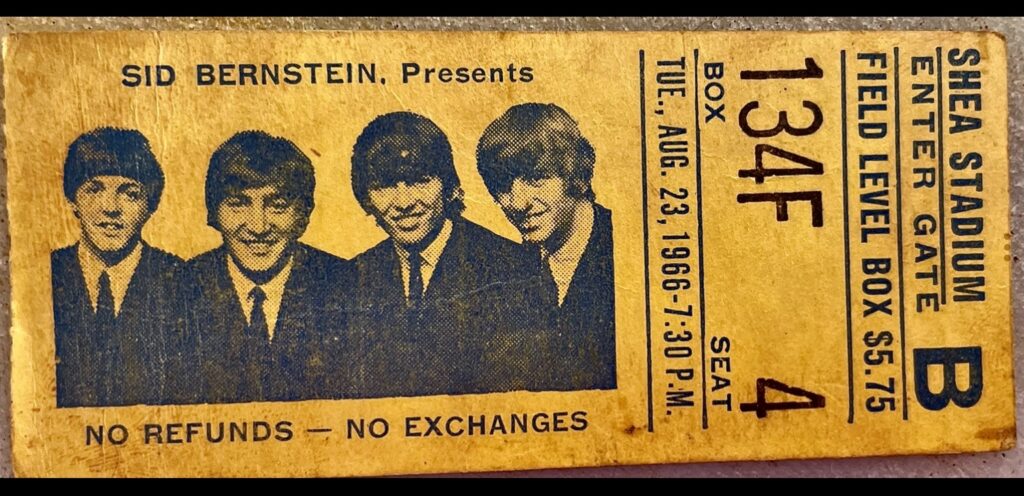 SID BERNSTEIN. Presents
NO REFUNDS — NO EXCHANGES
SHEA STADIUM
ENTER GATE B
FIELD LEVEL BOX $5.75
134F 4
BOX SEAT
TUE., AUG. 23, 1966-7:30 P.M.